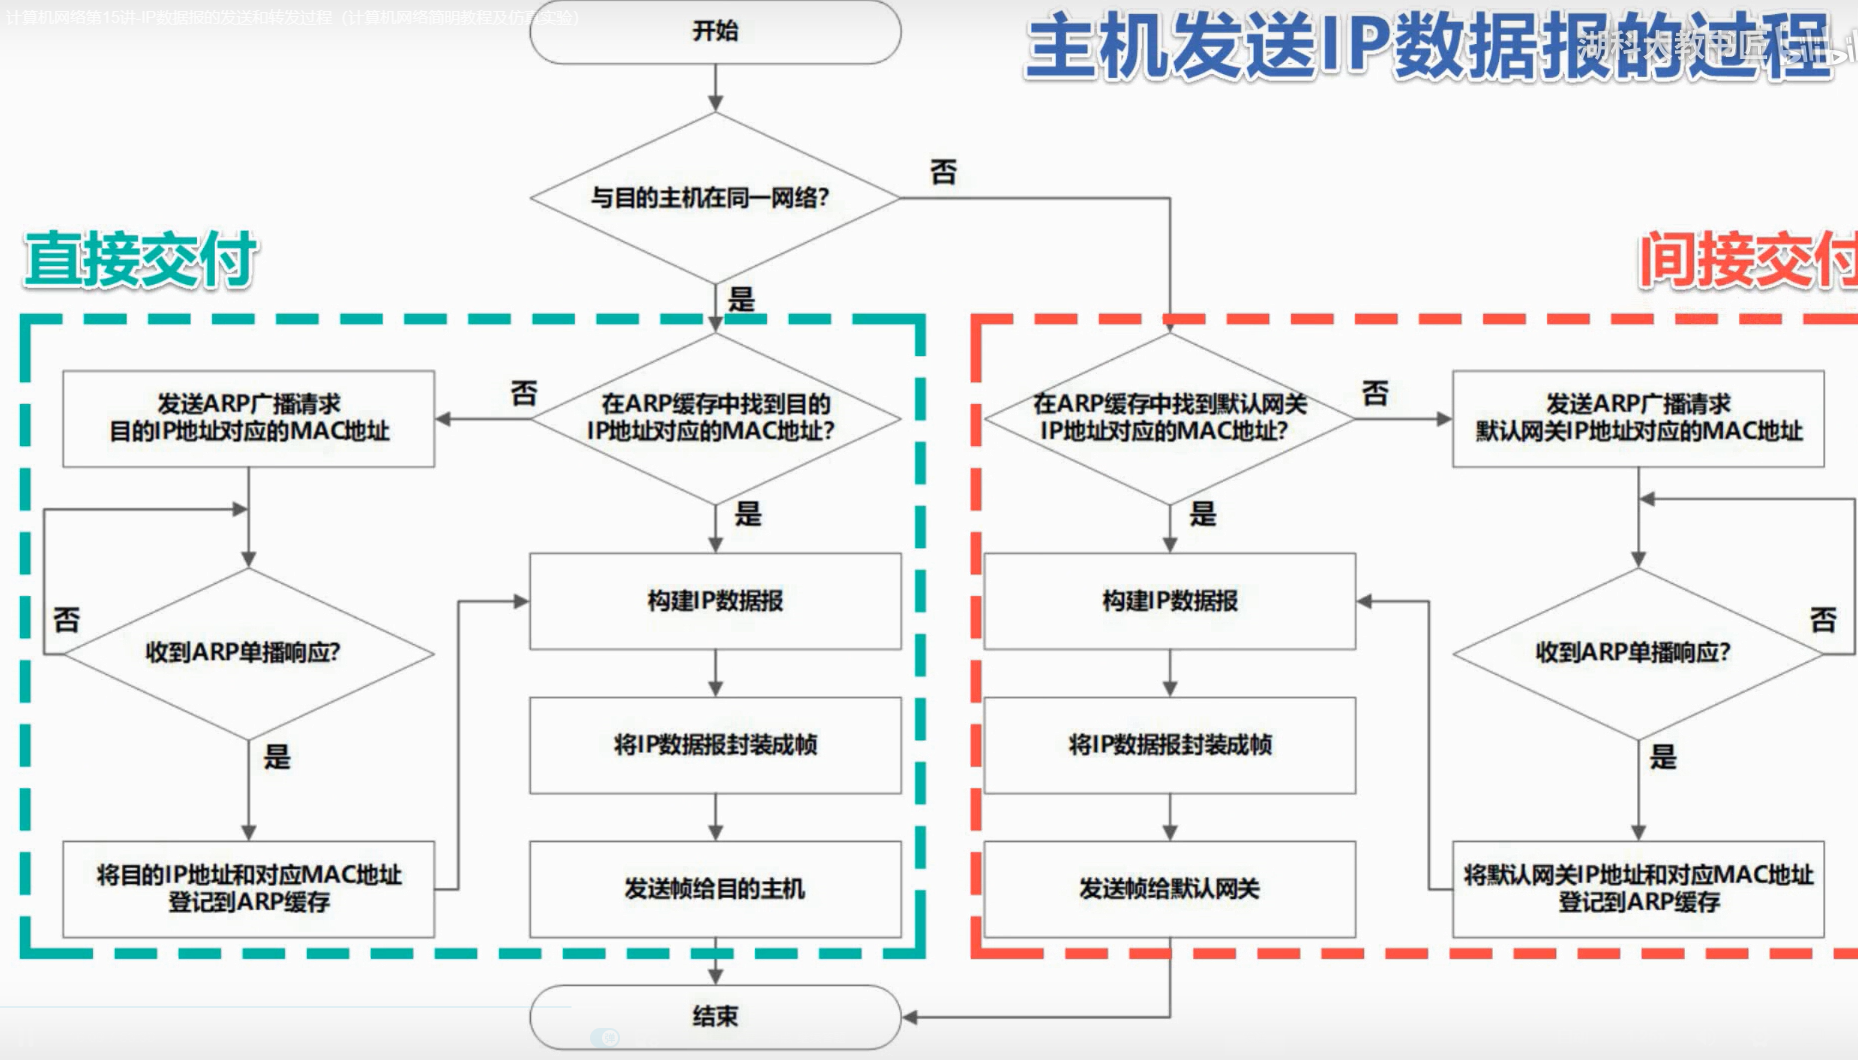 计算机网络第15讲-IP数据报的发送和转发过程（计算机网络简明教程及仿真实验）
开始
主机发送IP数据报的过程
湖科大教书匠
否
与目的主机在同一网络?
直接交付
间接交付
是
发送ARP广播请求
目的IP地址对应的MAC地址
否
在ARP缓存中找到目的
IP地址对应的MAC地址?
在ARP缓存中找到默认网关
IP地址对应的MAC地址?
否
发送ARP广播请求
默认网关IP地址对应的MAC地址
是
是
否
收到ARP单播响应?
构建IP数据报
构建IP数据报
收到ARP单播响应?
否
是
将IP数据报封装成帧
将IP数据报封装成帧
是
将目的IP地址和对应MAC地址
登记到ARP缓存
发送帧给目的主机
发送帧给默认网关
将默认网关IP地址和对应MAC地址
登记到ARP缓存
结束